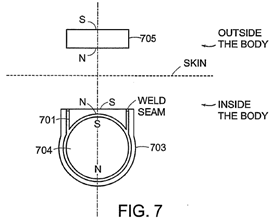 S
705
OUTSIDE
THE BODY
N
SKIN
N S
WELD
SEAM
INSIDE
THE BODY
701
S
704
703
N
FIG. 7